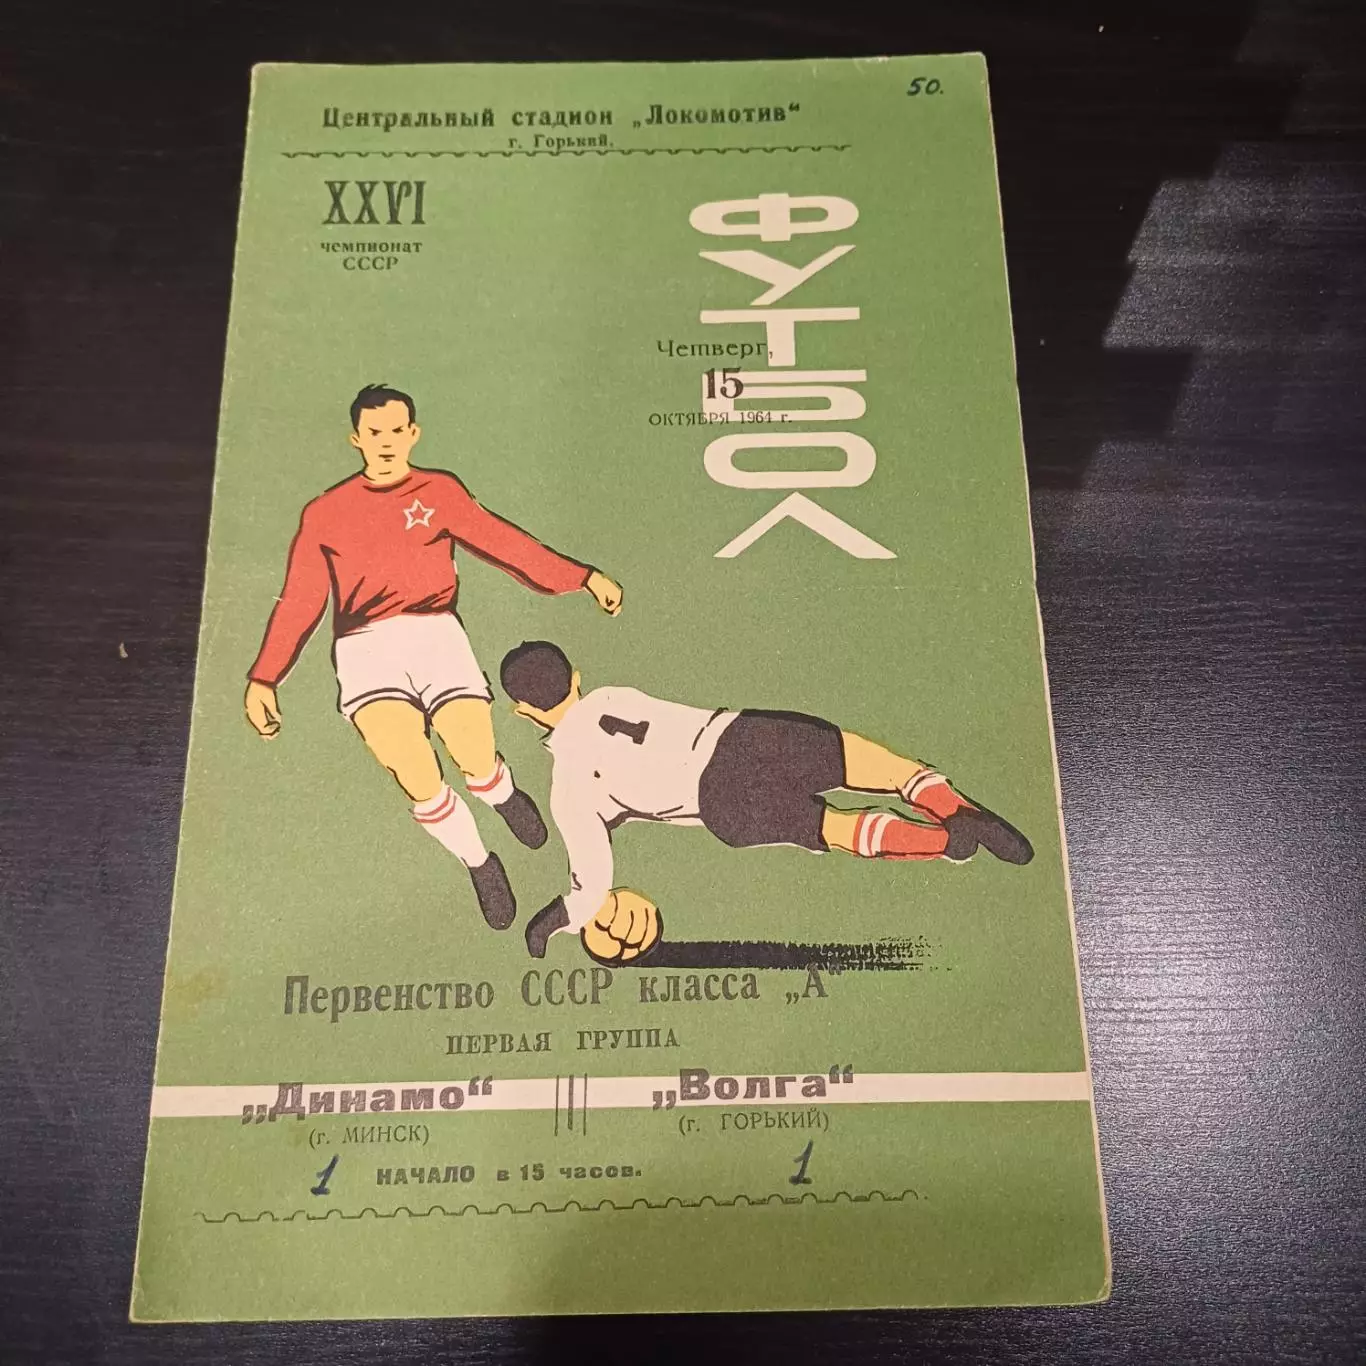 50.
Центральный стадион „Локомотив“
г. Горький.
XXVI
чемпионат
СССР
ФУТБОЛ
Четверг,
15
ОКТЯБРЯ 1964 г.
1
Первенство СССР класса „А“
ПЕРВАЯ ГРУППА
„Динамо“ „Волга“
(г. МИНСК) (г. ГОРЬКИЙ)
1 НАЧАЛО в 15 часов. 1